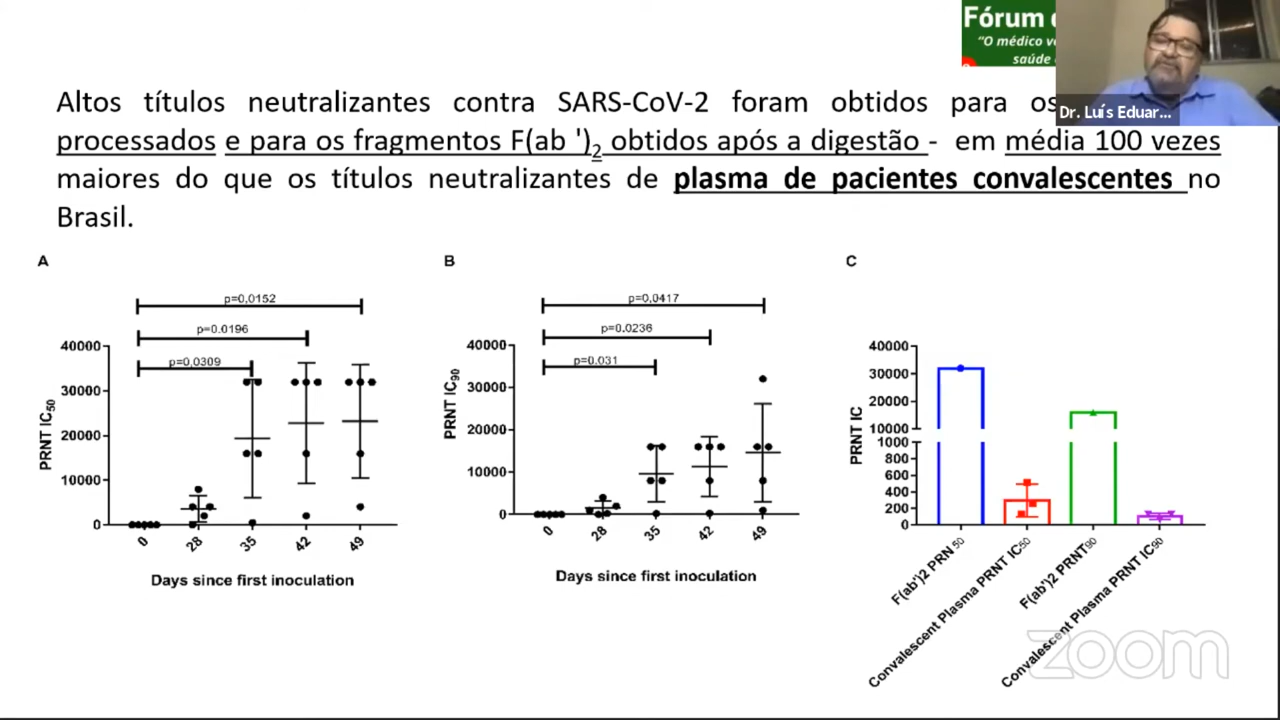 Fórum
"O médico
saúde
Dr. Luís Eduar...
Altos títulos neutralizantes contra SARS-CoV-2 foram obtidos para os
processados e para os fragmentos F(ab ')2 obtidos após a digestão - em média 100 vezes
maiores do que os títulos neutralizantes de plasma de pacientes convalescentes no
Brasil.
A
p=0,0152
p=0.0196
p=0,0309
40000
30000
20000
10000
0
PRNT IC50
0 28 35 42 49
Days since first inoculation
B
p=0,0417
p=0.0236
p=0.031
40000
30000
20000
10000
0
PRNT IC90
0 28 35 42 49
Days since first inoculation
C
40000
30000
20000
10000
1000
800
600
400
200
0
PRNT IC
F(ab')2 PRN 50
Convalescent Plasma PRNT IC50
F(ab')2 PRNT90
Convalescent Plasma PRNT IC90
zoom